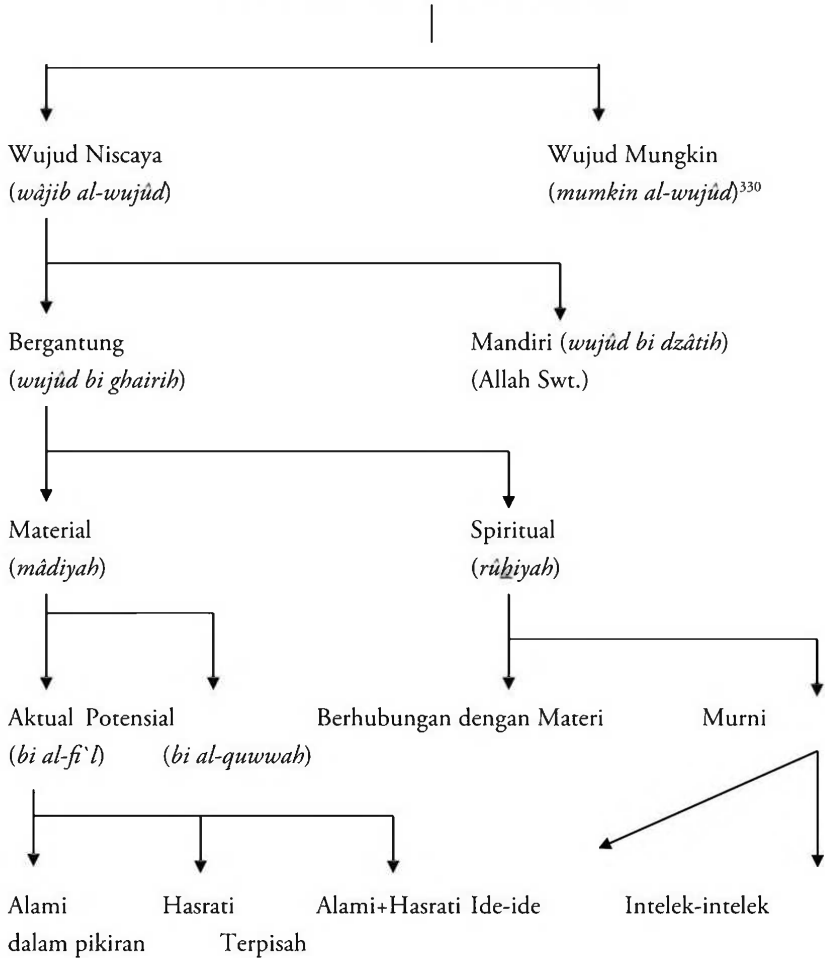 Wujud Niscaya Wujud Mungkin
(wâjib al-wujûd) (mumkin al-wujûd)³³⁰
Bergantung Mandiri (wujûd bi dzâtih)
(wujûd bi ghairih) (Allah Swt.)
Material Spiritual
(mâdiyah) (rûḫiyah)
Aktual Potensial Berhubungan dengan Materi Murni
(bi al-fi`l) (bi al-quwwah)
Alami Hasrati Alami+Hasrati Ide-ide Intelek-intelek
dalam pikiran Terpisah